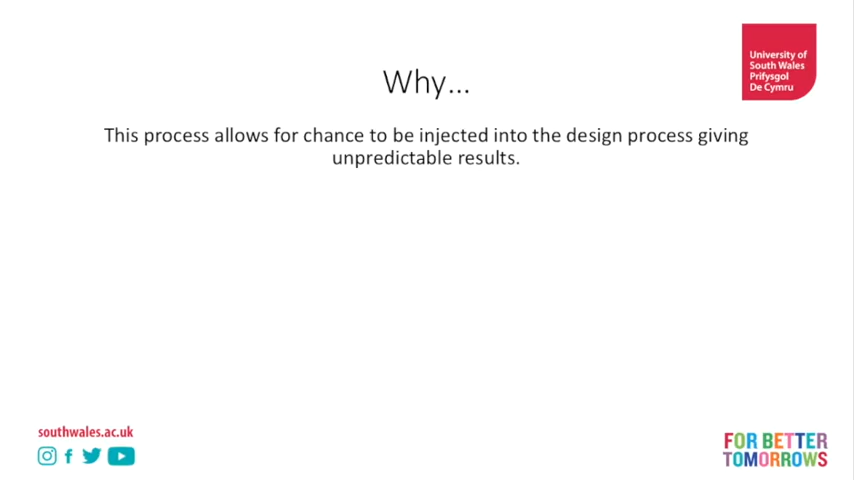 University of
South Wales
Prifysgol
De Cymru
Why...
This process allows for chance to be injected into the design process giving
unpredictable results.
southwales.ac.uk
FOR BETTER
TOMORROWS